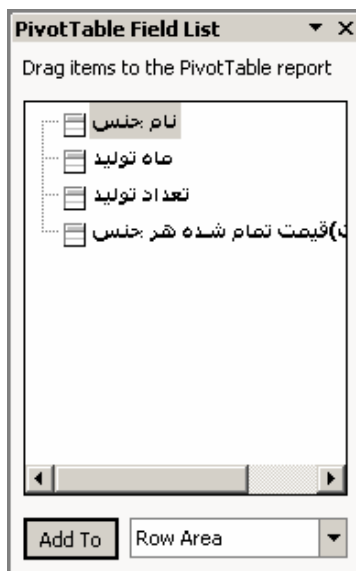 PivotTable Field List
Drag items to the PivotTable report
نام جنس
ماه تولید
تعداد تولید
قیمت تمام شده هر جنس(
Add To
Row Area